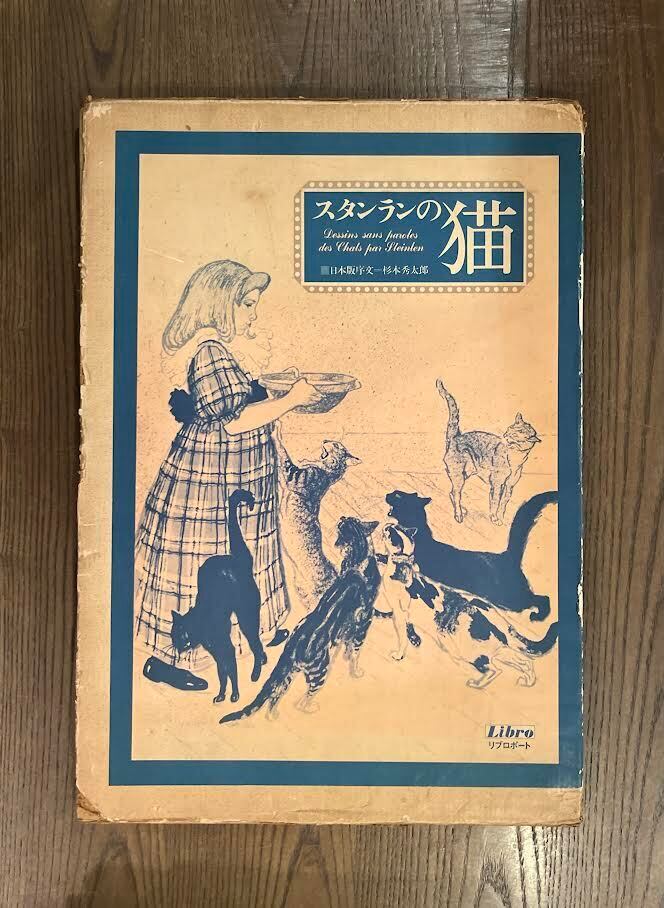 スタンランの猫
Dessins sans paroles
des Chats par Steinlen
■日本版序文=杉本秀太郎
Libro
リブロポート